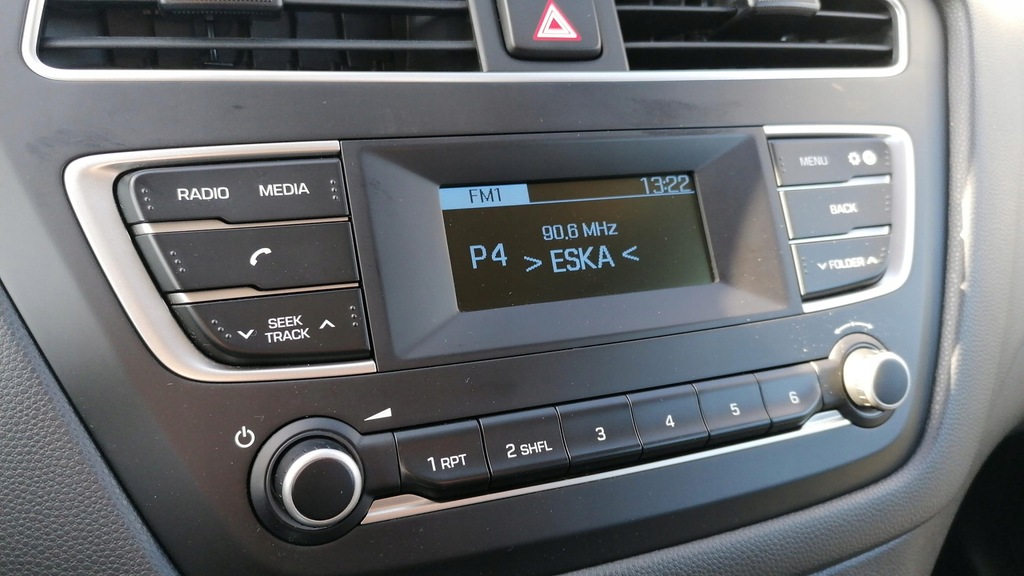 RADIO MEDIA
SEEK
TRACK
FM1 13:22
90.6 MHz
P4 > ESKA <
MENU
BACK
FOLDER
1 RPT 2 SHFL 3 4 5 6